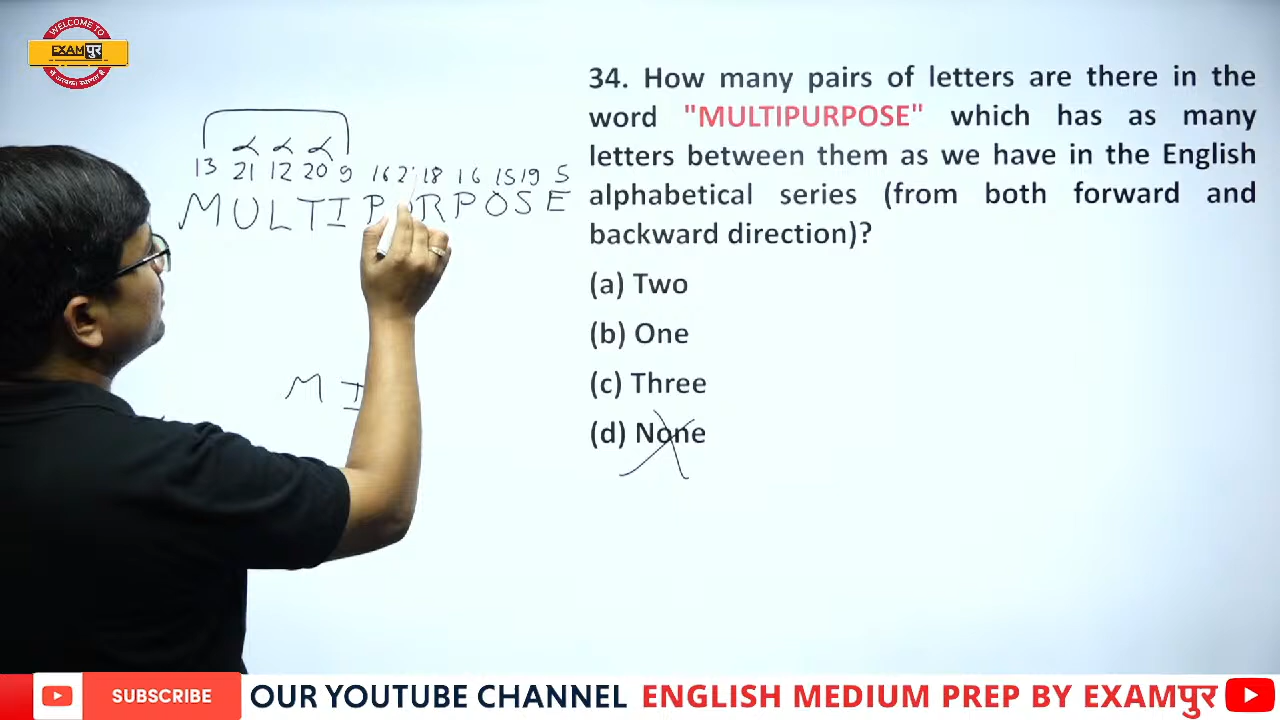 WELCOME TO
EXAMपुर
34. How many pairs of letters are there in the
word "MULTIPURPOSE" which has as many
letters between them as we have in the English
alphabetical series (from both forward and
backward direction)?
(a) Two
(b) One
(c) Three
(d) None
13 21 12 20 9 16 2 18 16 15 19 5
MULTIP RPOSE
M I
SUBSCRIBE
OUR YOUTUBE CHANNEL ENGLISH MEDIUM PREP BY EXAMपुर